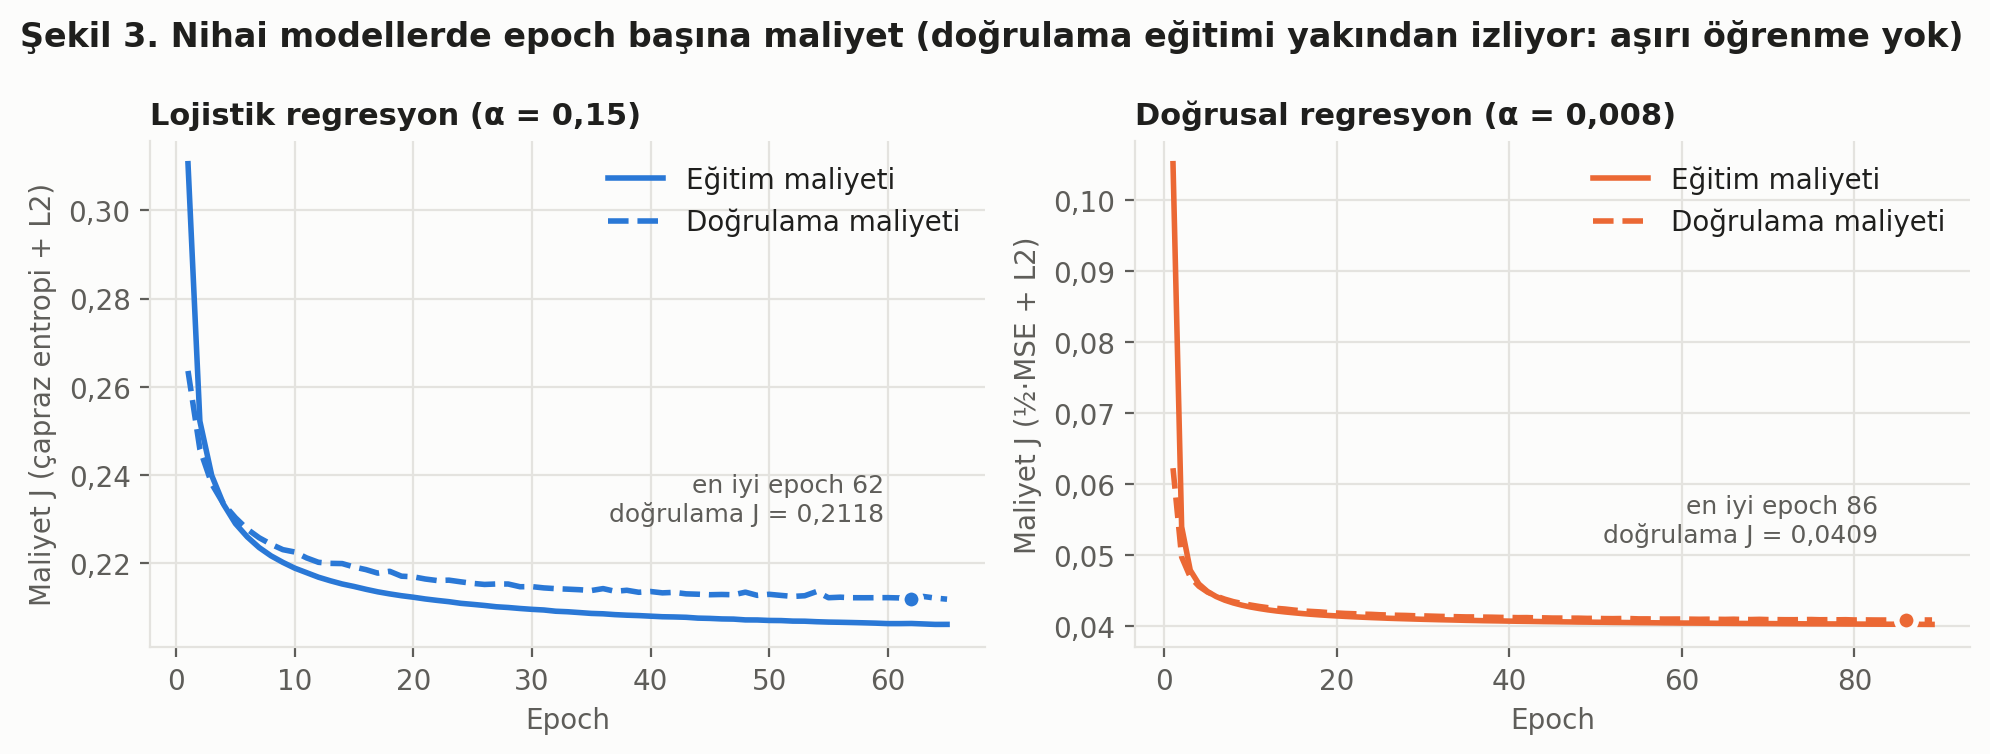 Şekil 3. Nihai modellerde epoch başına maliyet (doğrulama eğitimi yakından izliyor: aşırı öğrenme yok)
Lojistik regresyon (α = 0,15)
Maliyet J (çapraz entropi + L2)
0,30
0,28
0,26
0,24
0,22
Eğitim maliyeti
Doğrulama maliyeti
en iyi epoch 62
doğrulama J = 0,2118
0 10 20 30 40 50 60
Epoch
Doğrusal regresyon (α = 0,008)
Maliyet J (½·MSE + L2)
0,10
0,09
0,08
0,07
0,06
0,05
0,04
Eğitim maliyeti
Doğrulama maliyeti
en iyi epoch 86
doğrulama J = 0,0409
0 20 40 60 80
Epoch